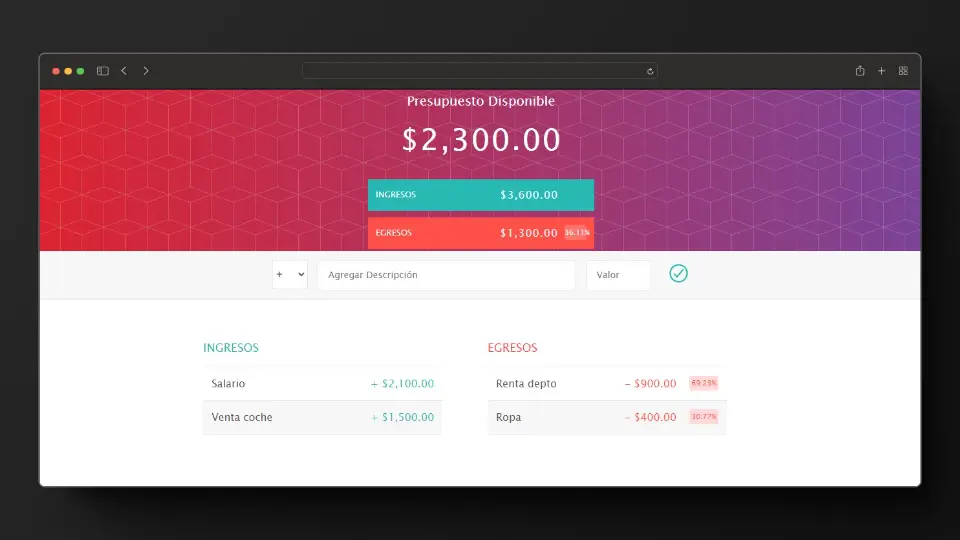 Presupuesto Disponible
$2,300.00
INGRESOS $3,600.00
EGRESOS $1,300.00 36.11%
+ Agregar Descripción Valor
INGRESOS
Salario + $2,100.00
Venta coche + $1,500.00
EGRESOS
Renta depto – $900.00 69.23%
Ropa – $400.00 30.77%